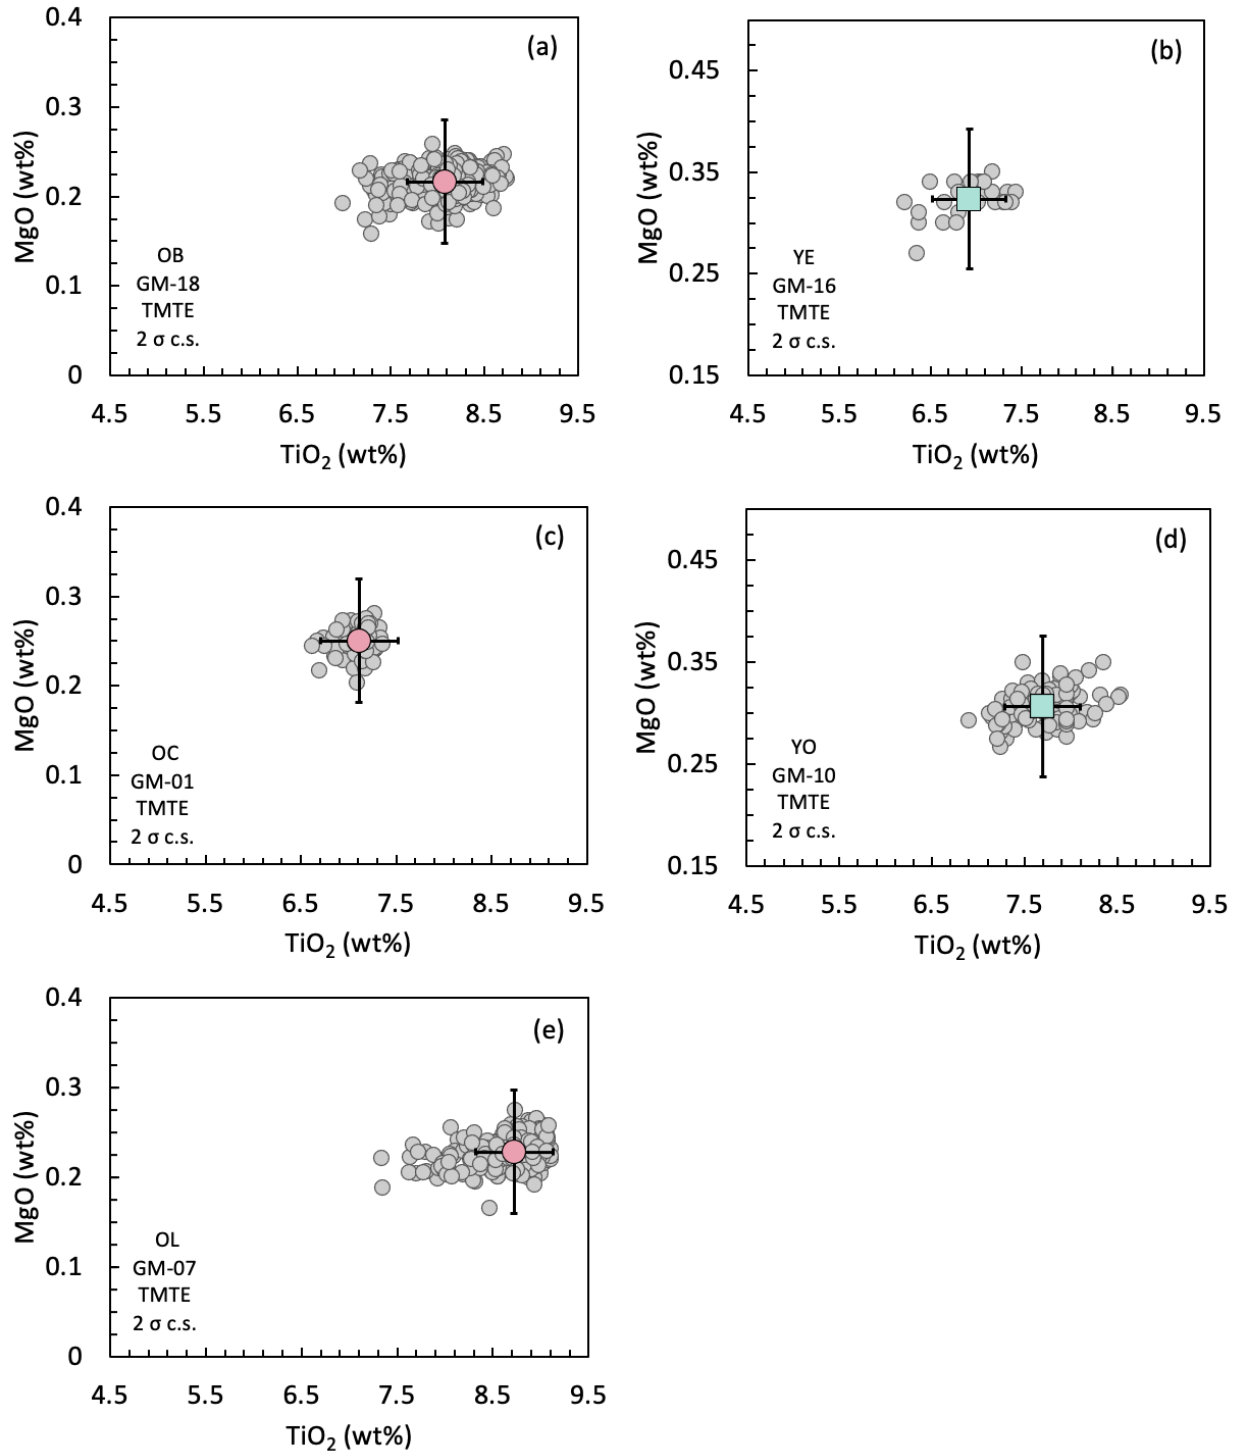 (a)
0.4
0.3
0.2
0.1
0
MgO (wt%)
OB
GM-18
TMTE
2 σ c.s.
4.5 5.5 6.5 7.5 8.5 9.5
TiO2 (wt%)
(b)
0.45
0.35
0.25
0.15
MgO (wt%)
YE
GM-16
TMTE
2 σ c.s.
4.5 5.5 6.5 7.5 8.5 9.5
TiO2 (wt%)
(c)
0.4
0.3
0.2
0.1
0
MgO (wt%)
OC
GM-01
TMTE
2 σ c.s.
4.5 5.5 6.5 7.5 8.5 9.5
TiO2 (wt%)
(d)
0.45
0.35
0.25
0.15
MgO (wt%)
YO
GM-10
TMTE
2 σ c.s.
4.5 5.5 6.5 7.5 8.5 9.5
TiO2 (wt%)
(e)
0.4
0.3
0.2
0.1
0
MgO (wt%)
OL
GM-07
TMTE
2 σ c.s.
4.5 5.5 6.5 7.5 8.5 9.5
TiO2 (wt%)